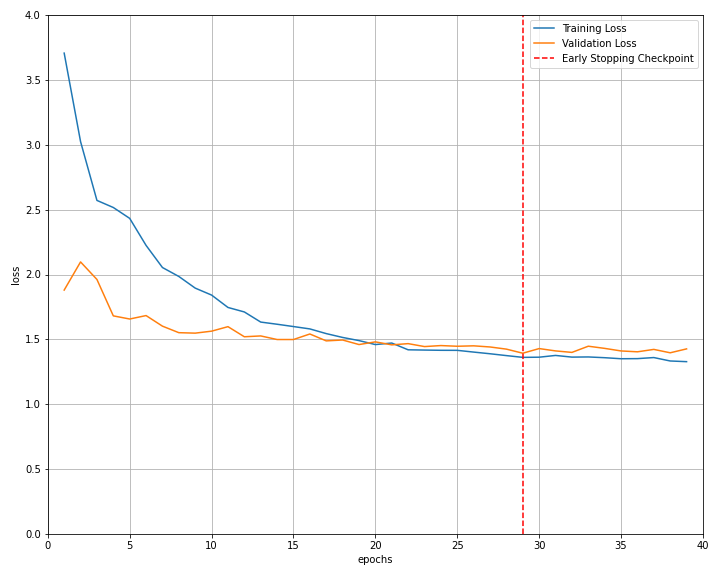 4.0
3.5
3.0
2.5
2.0
1.5
1.0
0.5
0.0
loss
0 5 10 15 20 25 30 35 40
epochs
Training Loss
Validation Loss
Early Stopping Checkpoint